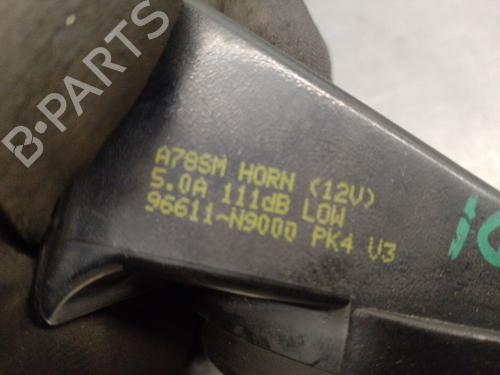 B-PARTS
A78SM HORN (12V)
5.0A 111dB LOW
96611-N9000 PK4 V3